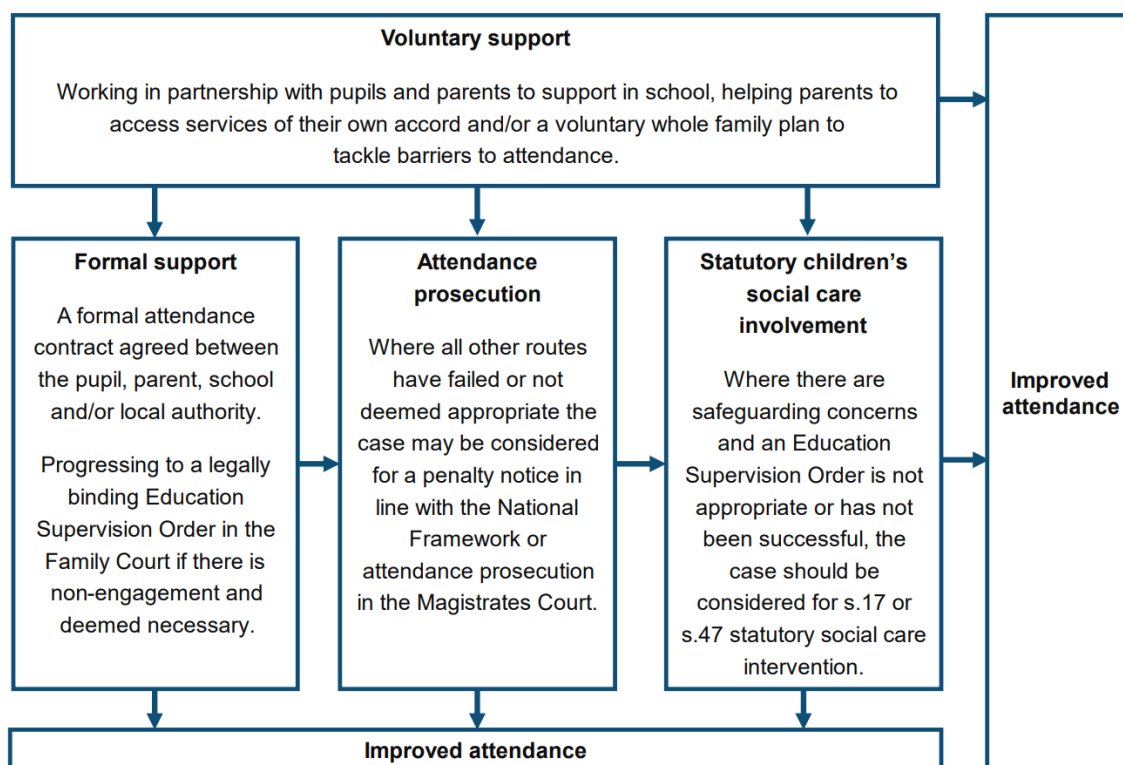 Voluntary support
Working in partnership with pupils and parents to support in school, helping parents to
access services of their own accord and/or a voluntary whole family plan to
tackle barriers to attendance.
Formal support
A formal attendance
contract agreed between
the pupil, parent, school
and/or local authority.
Progressing to a legally
binding Education
Supervision Order in the
Family Court if there is
non-engagement and
deemed necessary.
Attendance
prosecution
Where all other routes
have failed or not
deemed appropriate the
case may be considered
for a penalty notice in
line with the National
Framework or
attendance prosecution
in the Magistrates Court.
Statutory children’s
social care
involvement
Where there are
safeguarding concerns
and an Education
Supervision Order is not
appropriate or has not
been successful, the
case should be
considered for s.17 or
s.47 statutory social care
intervention.
Improved
attendance
Improved attendance